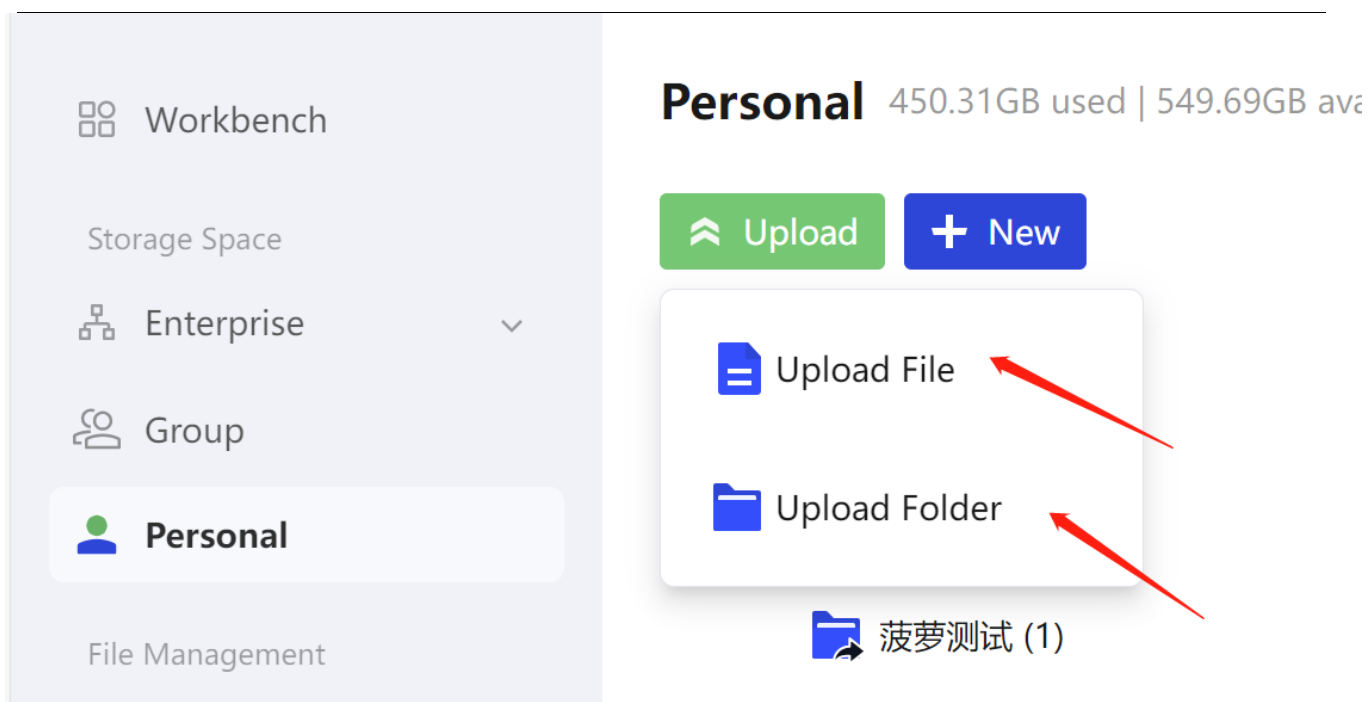 Workbench
Storage Space
Enterprise
Group
Personal
File Management
Personal 450.31GB used | 549.69GB
Upload
New
Upload File
Upload Folder
菠萝测试 (1)